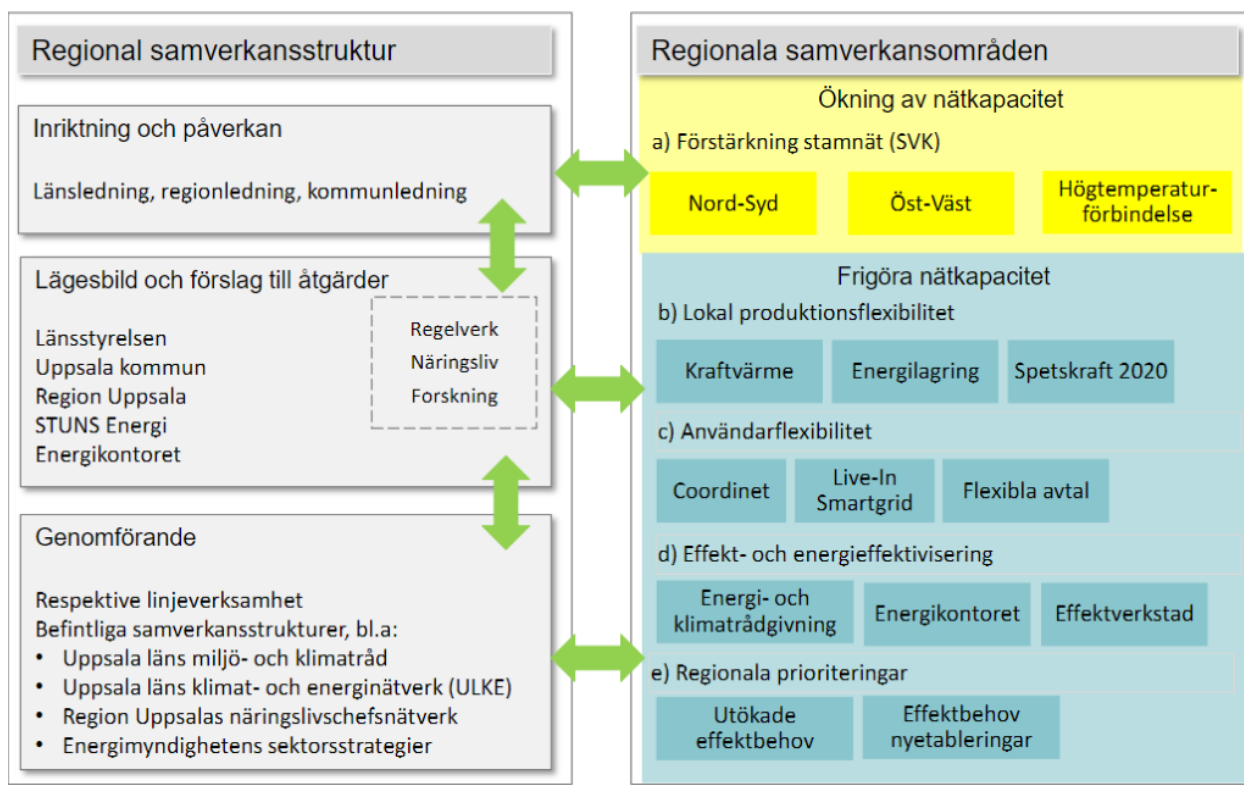 Regional samverkansstruktur
Inriktning och påverkan
Länsledning, regionledning, kommunledning
Lägesbild och förslag till åtgärder
Länsstyrelsen
Uppsala kommun
Region Uppsala
STUNS Energi
Energikontoret
Regelverk
Näringsliv
Forskning
Genomförande
Respektive linjeverksamhet
Befintliga samverkansstrukturer, bl.a:
• Uppsala läns miljö- och klimatråd
• Uppsala läns klimat- och energinätverk (ULKE)
• Region Uppsalas näringslivschefsnätverk
• Energimyndighetens sektorsstrategier
Regionala samverkansområden
Ökning av nätkapacitet
a) Förstärkning stamnät (SVK)
Nord-Syd
Öst-Väst
Högtemperatur-
förbindelse
Frigöra nätkapacitet
b) Lokal produktionsflexibilitet
Kraftvärme
Energilagring
Spetskraft 2020
c) Användarflexibilitet
Coordinet
Live-In
Smartgrid
Flexibla avtal
d) Effekt- och energieffektivisering
Energi- och
klimatrådgivning
Energikontoret
Effektverkstad
e) Regionala prioriteringar
Utökade
effektbehov
Effektbehov
nyetableringar